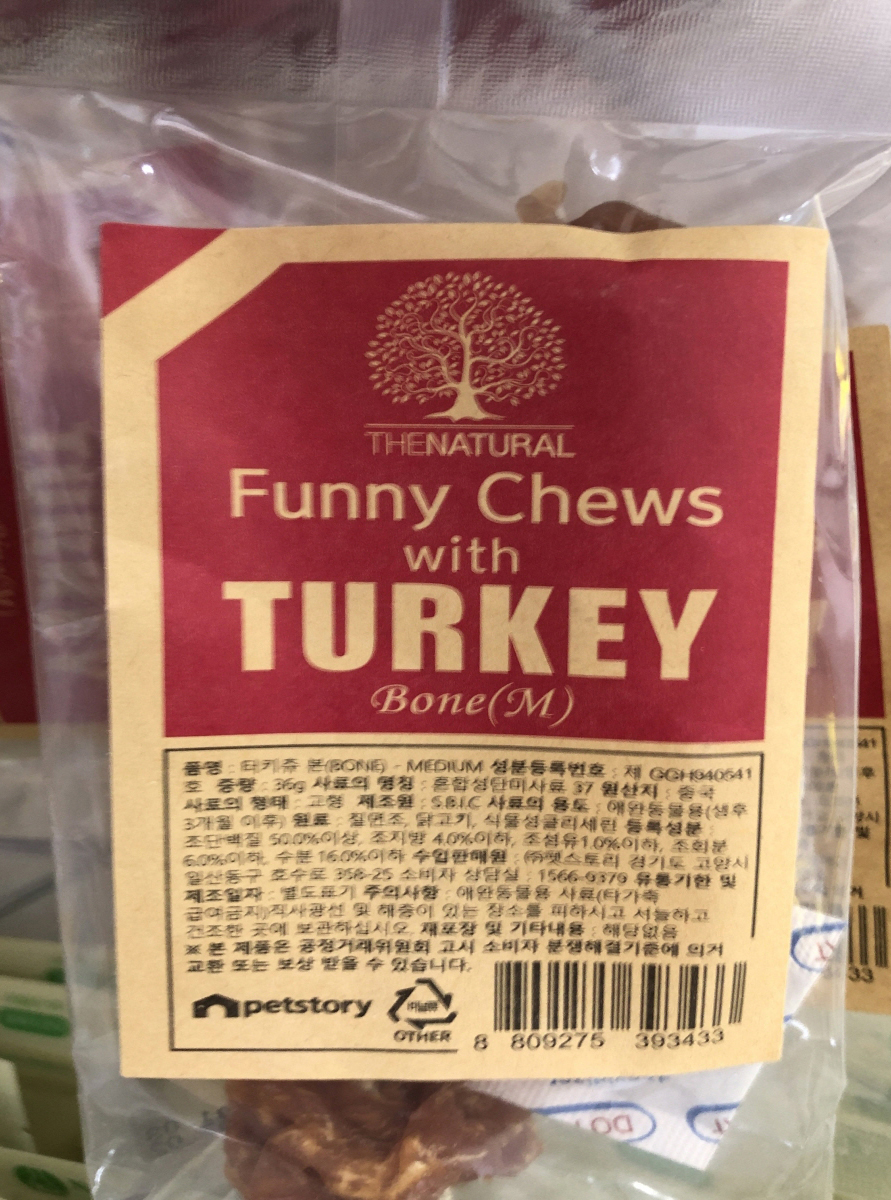 THENATURAL
Funny Chews
with
TURKEY
Bone(M)
품명 : 터키츄 본(BONE) - MEDIUM 성분등록번호 : 제 GGH940541
호 중량 : 36g 사료의 명칭 : 혼합성단미사료 37 원산지 : 중국
사료의 형태 : 고형 제조원 : S.B.I.C 사료의 용도 : 애완동물용(생후
3개월 이후) 원료 : 칠면조, 닭고기, 식물성글리세린 등록성분 :
조단백질 50.0%이상, 조지방 4.0%이하, 조섬유1.0%이하, 조회분
6.0%이하, 수분 16.0%이하 수입판매원 : ㈜펫스토리 경기도 고양시
일산동구 호수로 358-25 소비자 상담실 : 1566-9379 유통기한 및
제조일자 : 별도표기 주의사항 : 애완동물용 사료(타가축
급여금지)직사광선 및 해충이 있는 장소를 피하시고 서늘하고
건조한 곳에 보관하십시오. 재포장 및 기타내용 : 해당없음
※ 본 제품은 공정거래위원회 고시 소비자 분쟁해결기준에 의거
교환 또는 보상 받을 수 있습니다.
petstory
비닐류
OTHER
8 809275 393433
DO